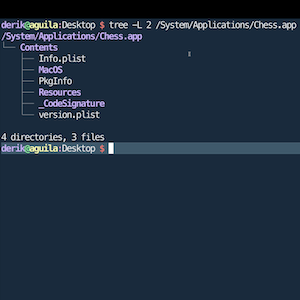 derik@aguila:Desktop $ tree -L 2 /System/Applications/Chess.app
/System/Applications/Chess.app
└── Contents
    ├── Info.plist
    ├── MacOS
    ├── PkgInfo
    ├── Resources
    ├── _CodeSignature
    └── version.plist
4 directories, 3 files
derik@aguila:Desktop $